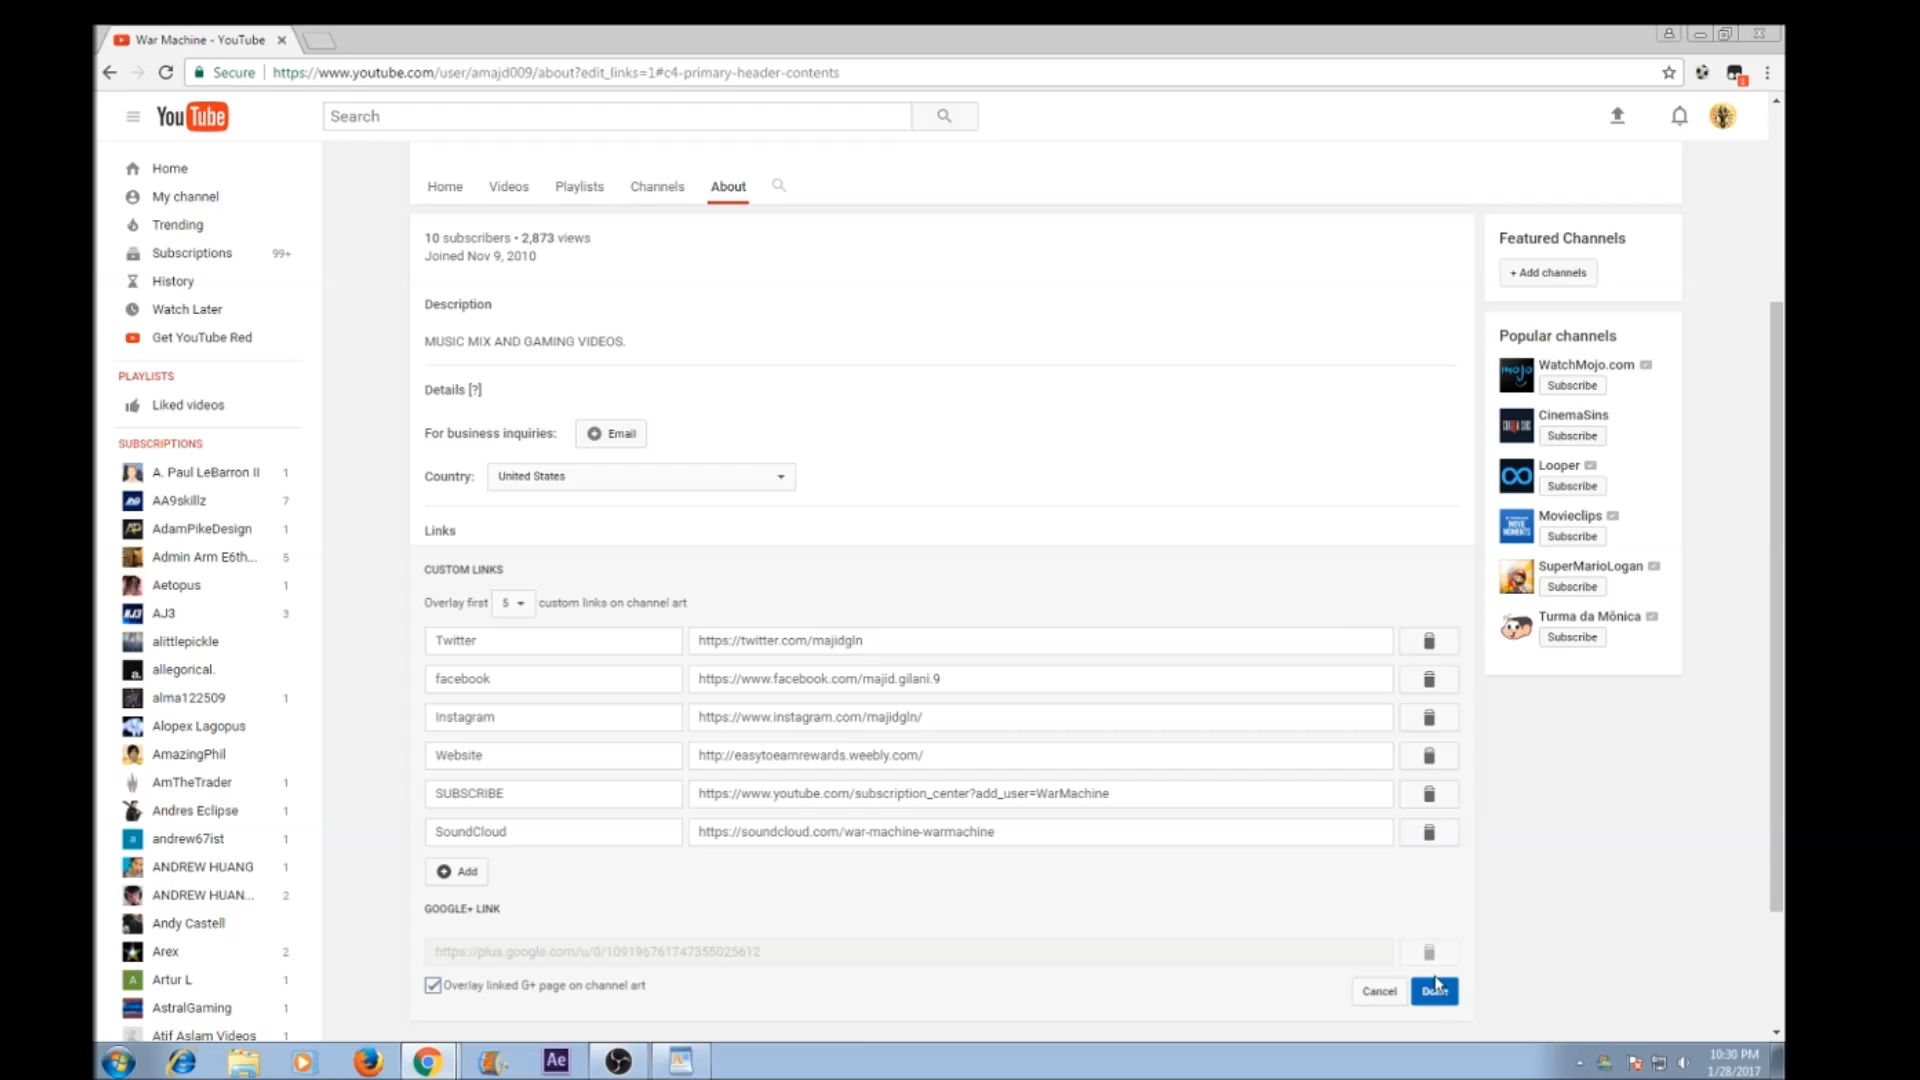 War Machine - YouTube
Secure | https://www.youtube.com/user/amajd009/about?edit_links=1#c4-primary-header-contents
YouTube
Search
Home
My channel
Trending
Subscriptions 99+
History
Watch Later
Get YouTube Red
PLAYLISTS
Liked videos
SUBSCRIPTIONS
A. Paul LeBarron II 1
AA9skillz 7
AdamPikeDesign 1
Admin Arm E6th... 5
Aetopus 1
AJ3 3
alittlepickle
allegorical.
alma122509 1
Alopex Lagopus
AmazingPhil
AmTheTrader 1
Andres Eclipse 1
andrew67ist 1
ANDREW HUANG 1
ANDREW HUAN... 2
Andy Castell
Arex 2
Artur L 1
AstralGaming 1
Atif Aslam Videos 1
Home Videos Playlists Channels About
10 subscribers • 2,873 views
Joined Nov 9, 2010
Description
MUSIC MIX AND GAMING VIDEOS.
Details [?]
For business inquiries: Email
Country: United States
Links
CUSTOM LINKS
Overlay first 5 custom links on channel art
Twitter https://twitter.com/majidgln
facebook https://www.facebook.com/majid.gilani.9
Instagram https://www.instagram.com/majidgln/
Website http://easytoearnrewards.weebly.com/
SUBSCRIBE https://www.youtube.com/subscription_center?add_user=WarMachine
SoundCloud https://soundcloud.com/war-machine-warmachine
Add
GOOGLE+ LINK
https://plus.google.com/u/0/109196761747355025612
Overlay linked G+ page on channel art
Cancel
Featured Channels
+ Add channels
Popular channels
mojo
WatchMojo.com
Subscribe
CinemaSins
Subscribe
Looper
Subscribe
Movieclips
Subscribe
SuperMarioLogan
Subscribe
Turma da Mônica
Subscribe
Ae
10:30 PM
1/28/2017